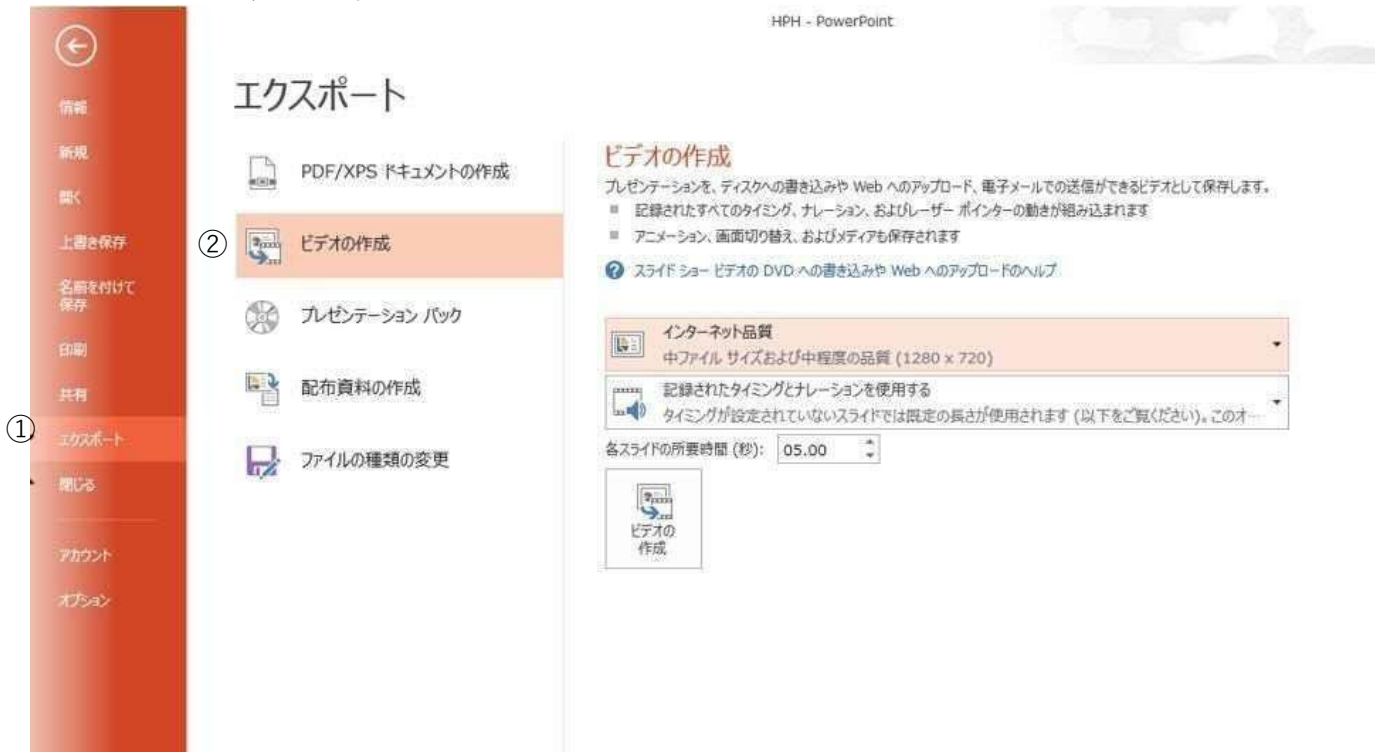 HPH - PowerPoint
情報
新規
開く
上書き保存
名前を付けて
保存
印刷
共有
①
エクスポート
閉じる
アカウント
オプション
エクスポート
PDF/XPS ドキュメントの作成
②
ビデオの作成
プレゼンテーション パック
配布資料の作成
ファイルの種類の変更
ビデオの作成
プレゼンテーションを、ディスクへの書き込みや Web へのアップロード、電子メールでの送信ができるビデオとして保存します。
記録されたすべてのタイミング、ナレーション、およびレーザー ポインターの動きが組み込まれます
アニメーション、画面切り替え、およびメディアも保存されます
スライド ショー ビデオの DVD への書き込みや Web へのアップロードのヘルプ
インターネット品質
中ファイル サイズおよび中程度の品質 (1280 x 720)
記録されたタイミングとナレーションを使用する
タイミングが設定されていないスライドでは既定の長さが使用されます (以下をご覧ください)。このオ…
各スライドの所要時間 (秒): 05.00
ビデオの
作成